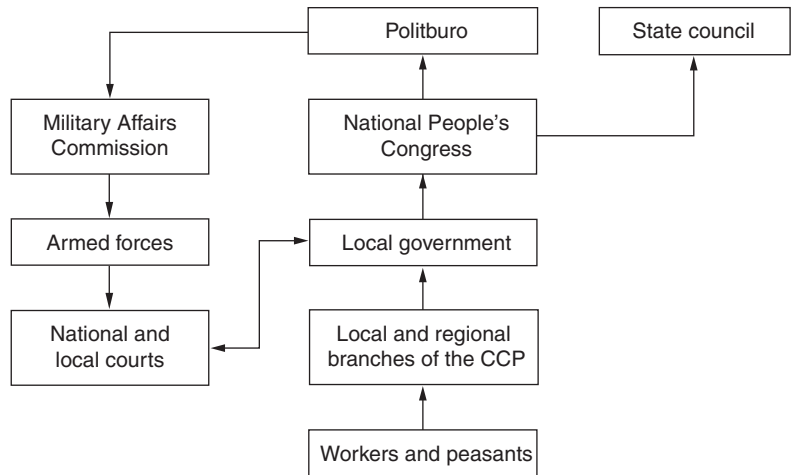 Politburo
State council
Military Affairs
Commission
National People's
Congress
Armed forces
Local government
National and
local courts
Local and regional
branches of the CCP
Workers and peasants